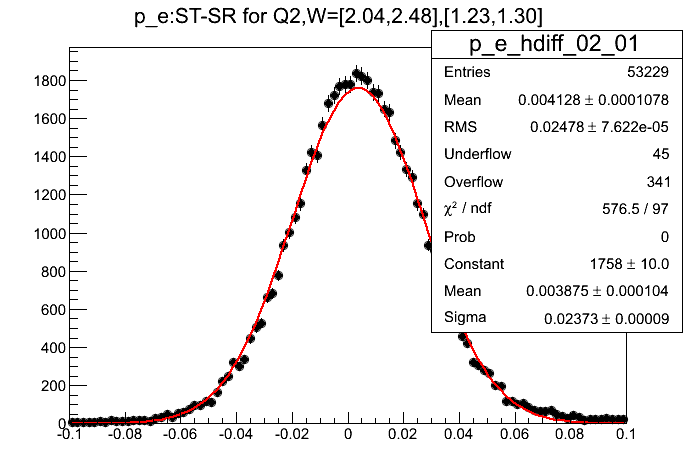 p_e:ST-SR for Q2,W=[2.04,2.48],[1.23,1.30]
p_e_hdiff_02_01
Entries 53229
Mean 0.004128 ± 0.0001078
RMS 0.02478 ± 7.622e-05
Underflow 45
Overflow 341
χ² / ndf 576.5 / 97
Prob 0
Constant 1758 ± 10.0
Mean 0.003875 ± 0.000104
Sigma 0.02373 ± 0.00009
1800
1600
1400
1200
1000
800
600
400
200
0
-0.1 -0.08 -0.06 -0.04 -0.02 0 0.02 0.04 0.06 0.08 0.1